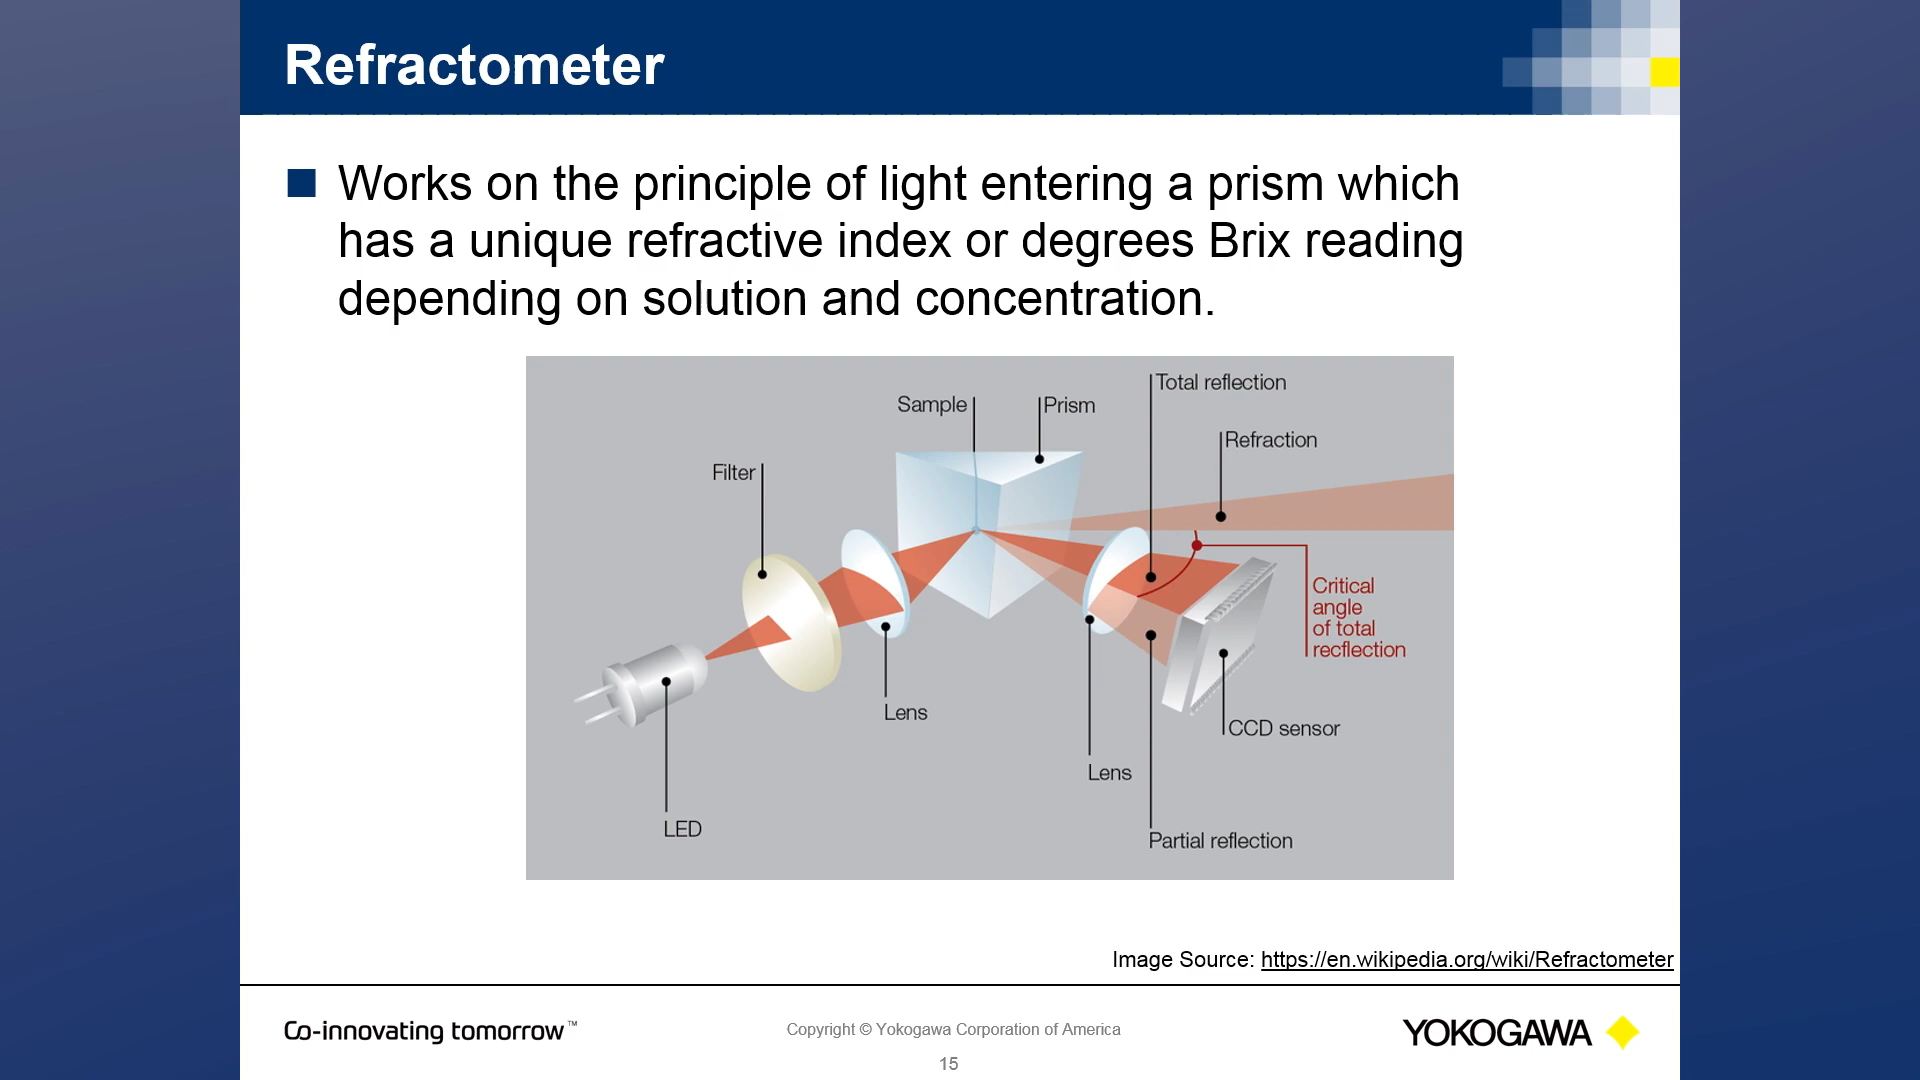 Refractometer
Works on the principle of light entering a prism which
has a unique refractive index or degrees Brix reading
depending on solution and concentration.
Total reflection
Sample
Prism
Refraction
Filter
Critical
angle
of total
recflection
Lens
CCD sensor
Lens
LED
Partial reflection
Image Source: https://en.wikipedia.org/wiki/Refractometer
Co-innovating tomorrow™
Copyright © Yokogawa Corporation of America
YOKOGAWA
15